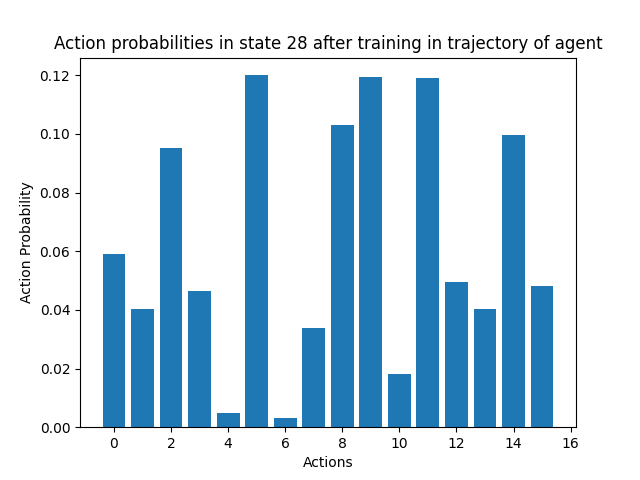 Action probabilities in state 28 after training in trajectory of agent
0.12
0.10
0.08
0.06
0.04
0.02
0.00
Action Probability
0 2 4 6 8 10 12 14 16
Actions